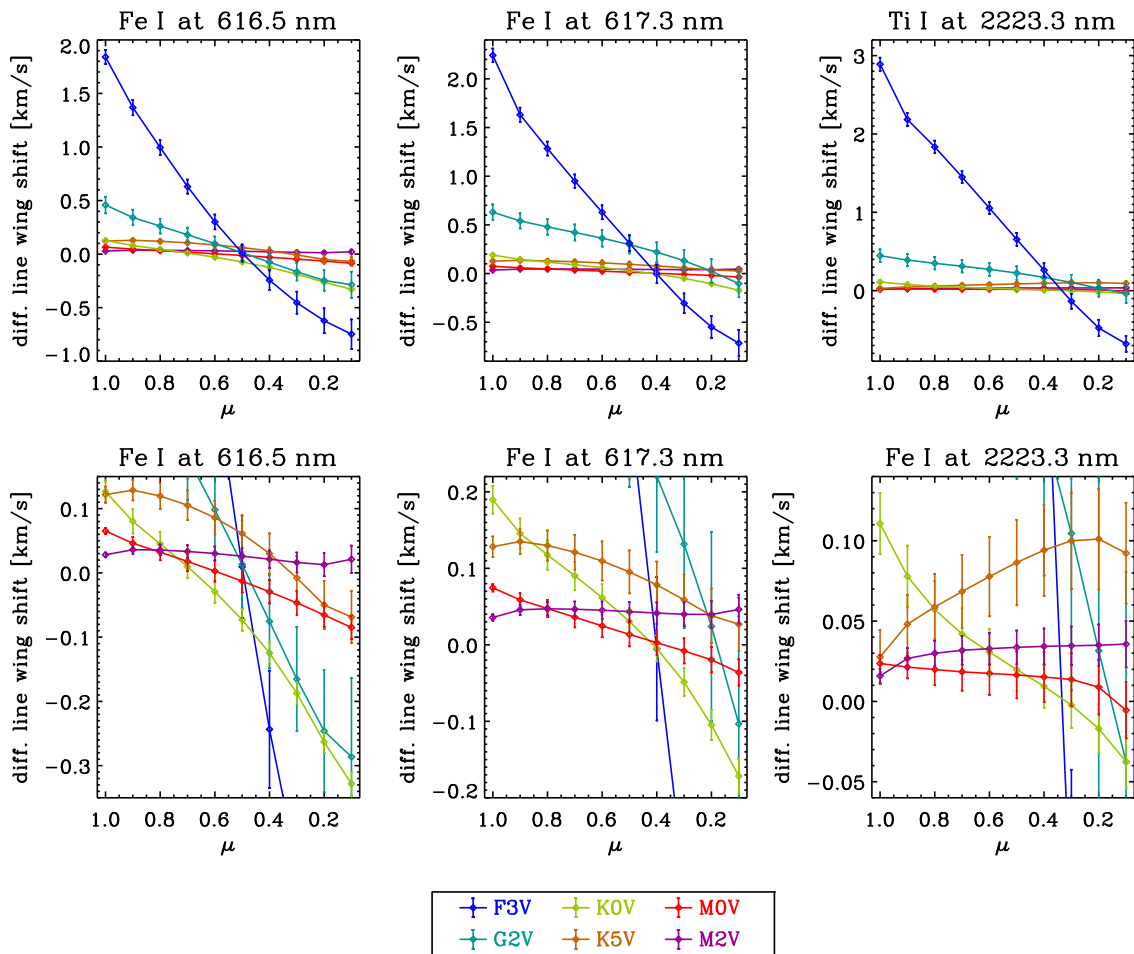 Fe I at 616.5 nm
Fe I at 617.3 nm
Ti I at 2223.3 nm
diff. line wing shift [km/s]
2.0
1.5
1.0
0.5
0.0
−0.5
−1.0
1.0 0.8 0.6 0.4 0.2
μ
diff. line wing shift [km/s]
2.0
1.5
1.0
0.5
0.0
−0.5
1.0 0.8 0.6 0.4 0.2
μ
diff. line wing shift [km/s]
3
2
1
0
1.0 0.8 0.6 0.4 0.2
μ
Fe I at 616.5 nm
Fe I at 617.3 nm
Fe I at 2223.3 nm
diff. line wing shift [km/s]
0.1
0.0
−0.1
−0.2
−0.3
1.0 0.8 0.6 0.4 0.2
μ
diff. line wing shift [km/s]
0.2
0.1
0.0
−0.1
−0.2
1.0 0.8 0.6 0.4 0.2
μ
diff. line wing shift [km/s]
0.10
0.05
0.00
−0.05
1.0 0.8 0.6 0.4 0.2
μ
F3V K0V M0V
G2V K5V M2V